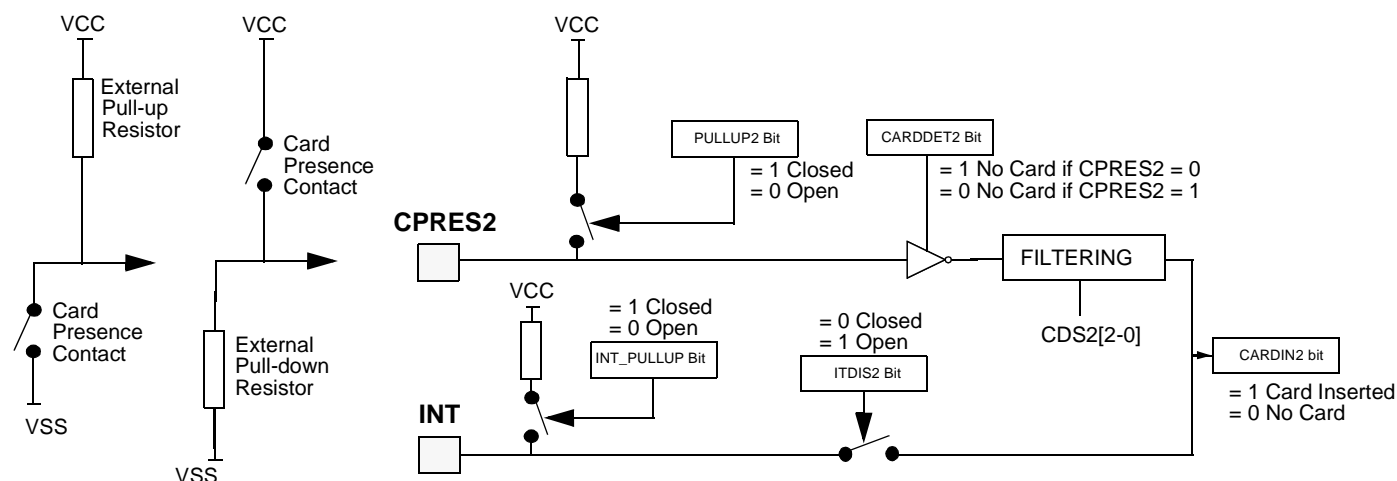 VCC
External
Pull-up
Resistor
Card
Presence
Contact
VSS
VCC
Card
Presence
Contact
External
Pull-down
Resistor
VSS
VCC
PULLUP2 Bit
= 1 Closed
= 0 Open
CARDDET2 Bit
= 1 No Card if CPRES2 = 0
= 0 No Card if CPRES2 = 1
CPRES2
FILTERING
CDS2[2-0]
VCC
= 1 Closed
= 0 Open
INT_PULLUP Bit
= 0 Closed
= 1 Open
ITDIS2 Bit
INT
CARDIN2 bit
= 1 Card Inserted
= 0 No Card